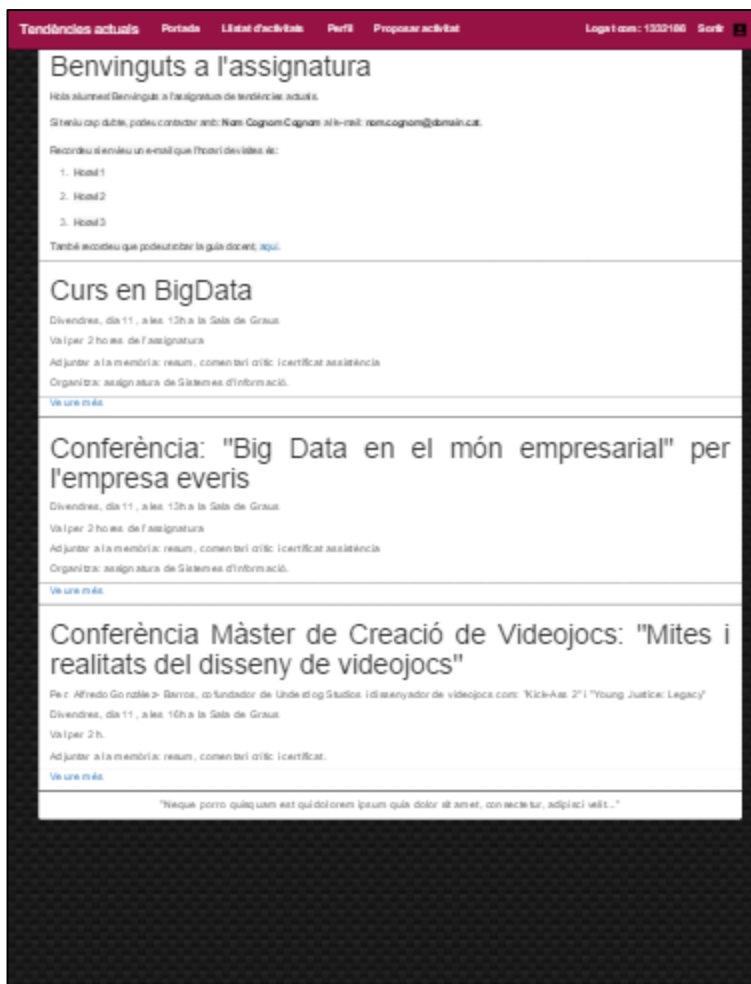 Tendències actuals Portada Llistat d'activitats Perfil Proposar activitat Logat com: 1332186 Sortir
Benvinguts a l'assignatura
Hola alumnes! Benvinguts a l'assignatura de tendències actuals.
Si teniu cap dubte, podeu contactar amb: Nom Cognom Cognom a l'e-mail: nom.cognom@domain.cat.
Recordeu si envieu un e-mail que l'horari de visites és:
1. Horari 1
2. Horari 2
3. Horari 3
També recordeu que podeu trobar la guia docent, aquí.
Curs en BigData
Divendres, dia 11, a les 13h a la Sala de Graus
Val per 2 hores de l'assignatura
Adjuntar a la memòria: resum, comentari crític i certificat assistència
Organitza: assignatura de Sistemes d'Informació.
Veure més
Conferència: "Big Data en el món empresarial" per
l'empresa everis
Divendres, dia 11, a les 13h a la Sala de Graus
Val per 2 hores de l'assignatura
Adjuntar a la memòria: resum, comentari crític i certificat assistència
Organitza: assignatura de Sistemes d'Informació.
Veure més
Conferència Màster de Creació de Videojocs: "Mites i
realitats del disseny de videojocs"
Per: Alfredo González-Barros, cofundador de Underdog Studios i dissenyador de videojocs com: "Kick-Ass 2" i "Young Justice: Legacy"
Divendres, dia 11, a les 16h a la Sala de Graus
Val per 2h.
Adjuntar a la memòria: resum, comentari crític i certificat.
Veure més
"Neque porro quisquam est qui dolorem ipsum quia dolor sit amet, consectetur, adipisci velit..."